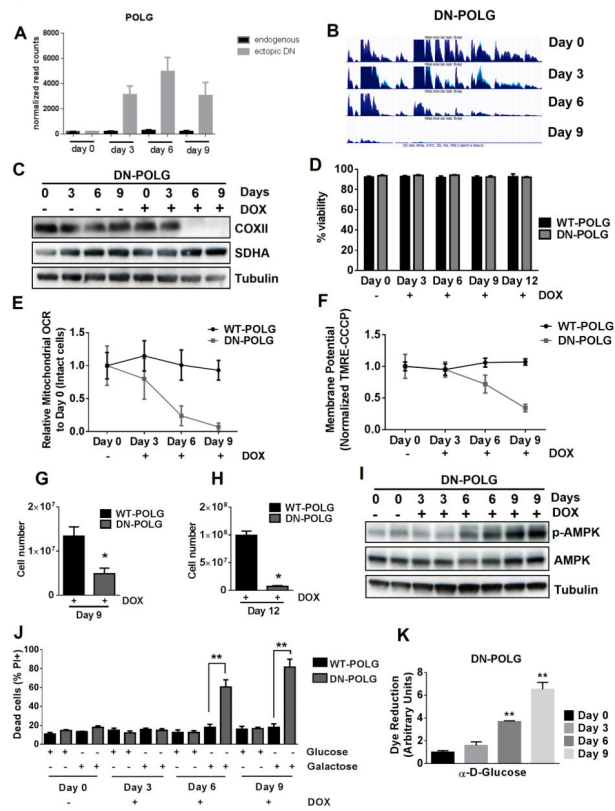 POLG
A
endogenous
ectopic DN
normalized read counts
8000
6000
4000
2000
0
day 0 day 3 day 6 day 9
DN-POLG
B
Day 0
Day 3
Day 6
Day 9
C
DN-POLG
0 3 6 9 0 3 6 9 Days
- - - - + + + + DOX
COXII
SDHA
Tubulin
D
% viability
100
80
60
40
20
0
WT-POLG
DN-POLG
Day 0 Day 3 Day 6 Day 9 Day 12
- + + + + DOX
E
Relative Mitochondrial OCR
to Day 0 (Intact cells)
1.5
1.0
0.5
0.0
WT-POLG
DN-POLG
Day 0 Day 3 Day 6 Day 9
- + + + DOX
F
Membrane Potential
(Normalized TMRE-CCCP)
1.5
1.0
0.5
0.0
WT-POLG
DN-POLG
Day 0 Day 3 Day 6 Day 9
- + + + DOX
G
Cell number
2×10⁷
1×10⁷
0
WT-POLG
DN-POLG
*
+ + DOX
Day 9
H
Cell number
2×10⁸
1×10⁸
5×10⁷
0
WT-POLG
DN-POLG
*
+ + DOX
Day 12
I
DN-POLG
0 0 3 3 6 6 9 9 Days
- - + + + + + + DOX
p-AMPK
AMPK
Tubulin
J
Dead cells (% PI+)
100
80
60
40
20
0
WT-POLG
DN-POLG
** **
+ + + + + + + + Glucose
+ + + + + + + + Galactose
Day 0 Day 3 Day 6 Day 9
- + + + DOX
K
DN-POLG
Dye Reduction
(Arbitrary Units)
8
6
4
2
0
** **
Day 0
Day 3
Day 6
Day 9
α-D-Glucose